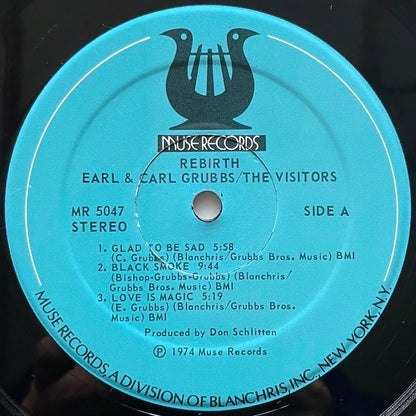 MUSE RECORDS
REBIRTH
EARL & CARL GRUBBS/THE VISITORS
MR 5047 SIDE A
STEREO
1. GLAD TO BE SAD 5:58
(C. Grubbs) (Blanchris/Grubbs Bros. Music) BMI
2. BLACK SMOKE 9:44
(Bishop-Grubbs-Grubbs) (Blanchris/
Grubbs Bros. Music) BMI
3. LOVE IS MAGIC 5:19
(E. Grubbs) (Blanchris/Grubbs Bros.
Music) BMI
Produced by Don Schlitten
Ⓟ 1974 Muse Records
MUSE RECORDS, A DIVISION OF BLANCHRIS, INC., NEW YORK, N.Y.